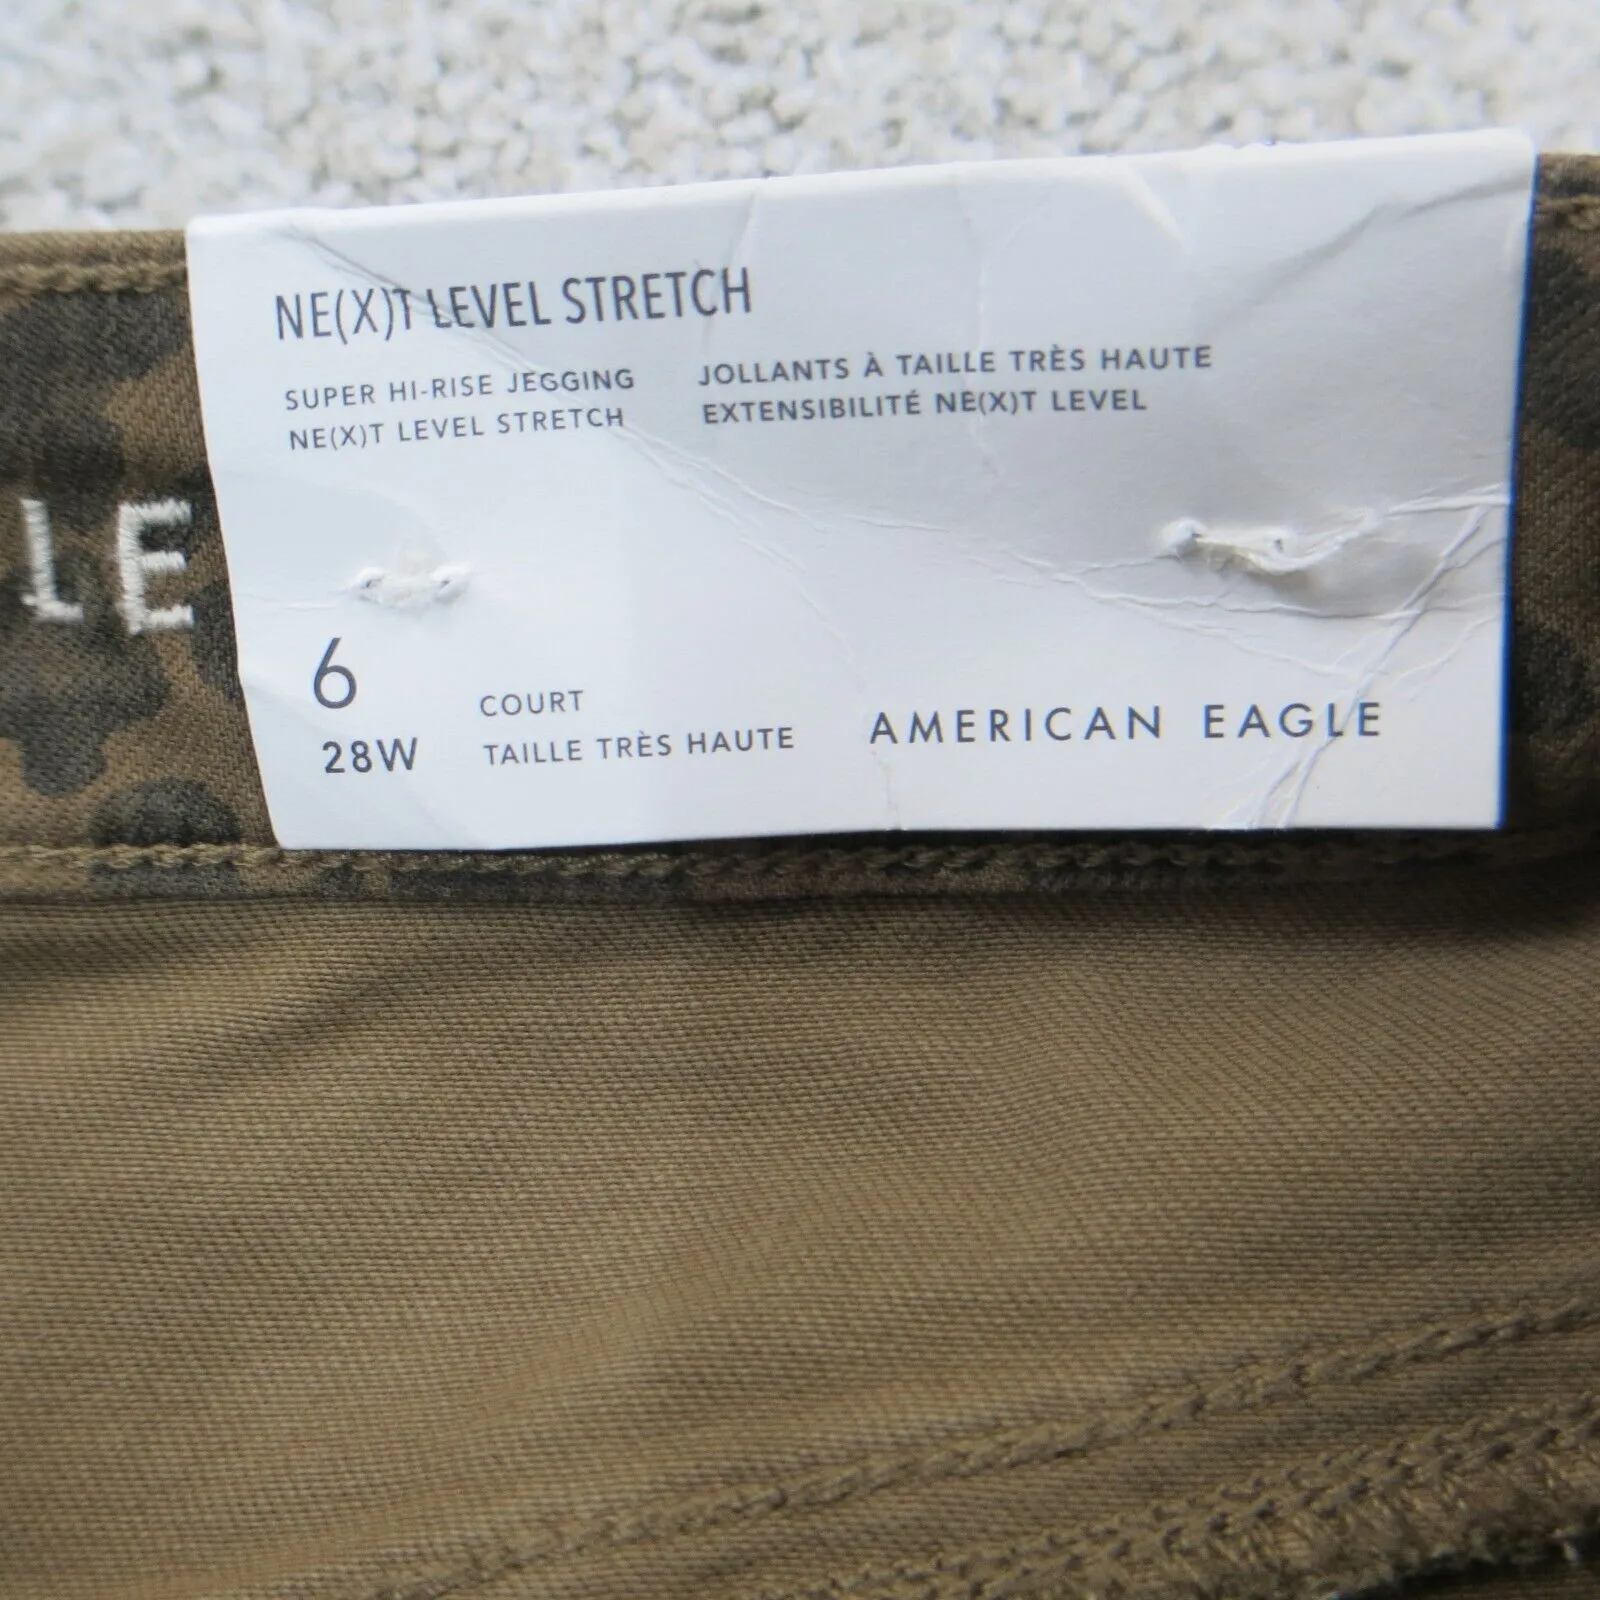 NE(X)T LEVEL STRETCH
SUPER HI-RISE JEGGING
NE(X)T LEVEL STRETCH
JOLLANTS À TAILLE TRÈS HAUTE
EXTENSIBILITÉ NE(X)T LEVEL
LE
6
28W
COURT
TAILLE TRÈS HAUTE
AMERICAN EAGLE